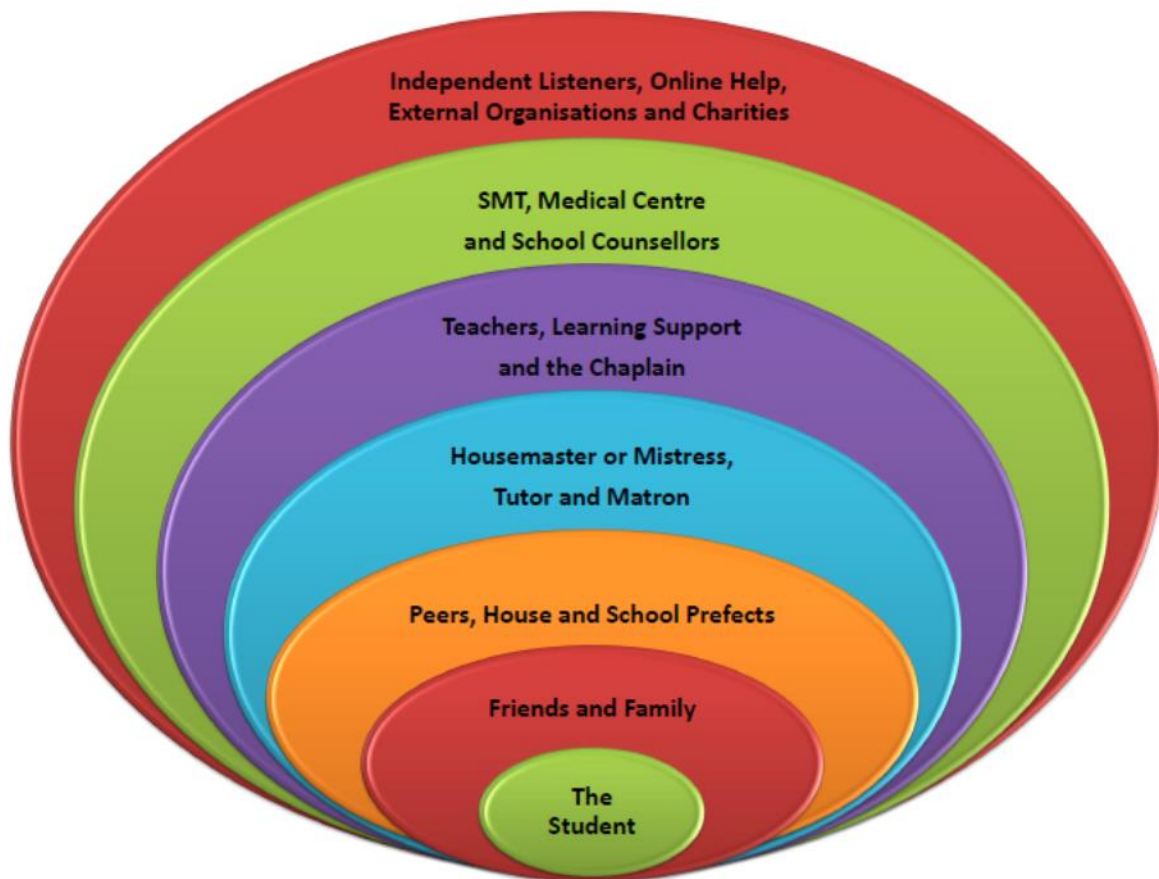 Independent Listeners, Online Help,
External Organisations and Charities
SMT, Medical Centre
and School Counsellors
Teachers, Learning Support
and the Chaplain
Housemaster or Mistress,
Tutor and Matron
Peers, House and School Prefects
Friends and Family
The
Student